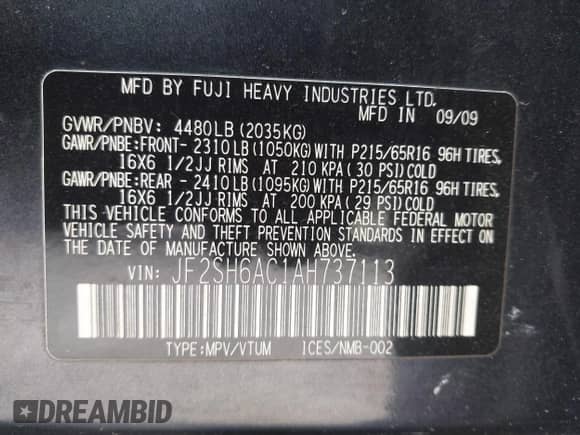 MFD BY FUJI HEAVY INDUSTRIES LTD.
MFD IN 09/09
GVWR/PNBV: 4480LB(2035KG)
GAWR/PNBE:FRONT- 2310LB(1050KG)WITH P215/65R16 96H TIRES,
16X6 1/2JJ RIMS AT 210 KPA( 30 PSI)COLD
GAWR/PNBE:REAR - 2410LB(1095KG)WITH P215/65R16 96H TIRES,
16X6 1/2JJ RIMS AT 200 KPA( 29 PSI)COLD
THIS VEHICLE CONFORMS TO ALL APPLICABLE FEDERAL MOTOR
VEHICLE SAFETY AND THEFT PREVENTION STANDARDS IN EFFECT ON
THE DATE OF MANUFACTURE SHOWN ABOVE.
VIN: JF2SH6AC1AH737113
TYPE:MPV/VTUM ICES/NMB-002
DREAMBID